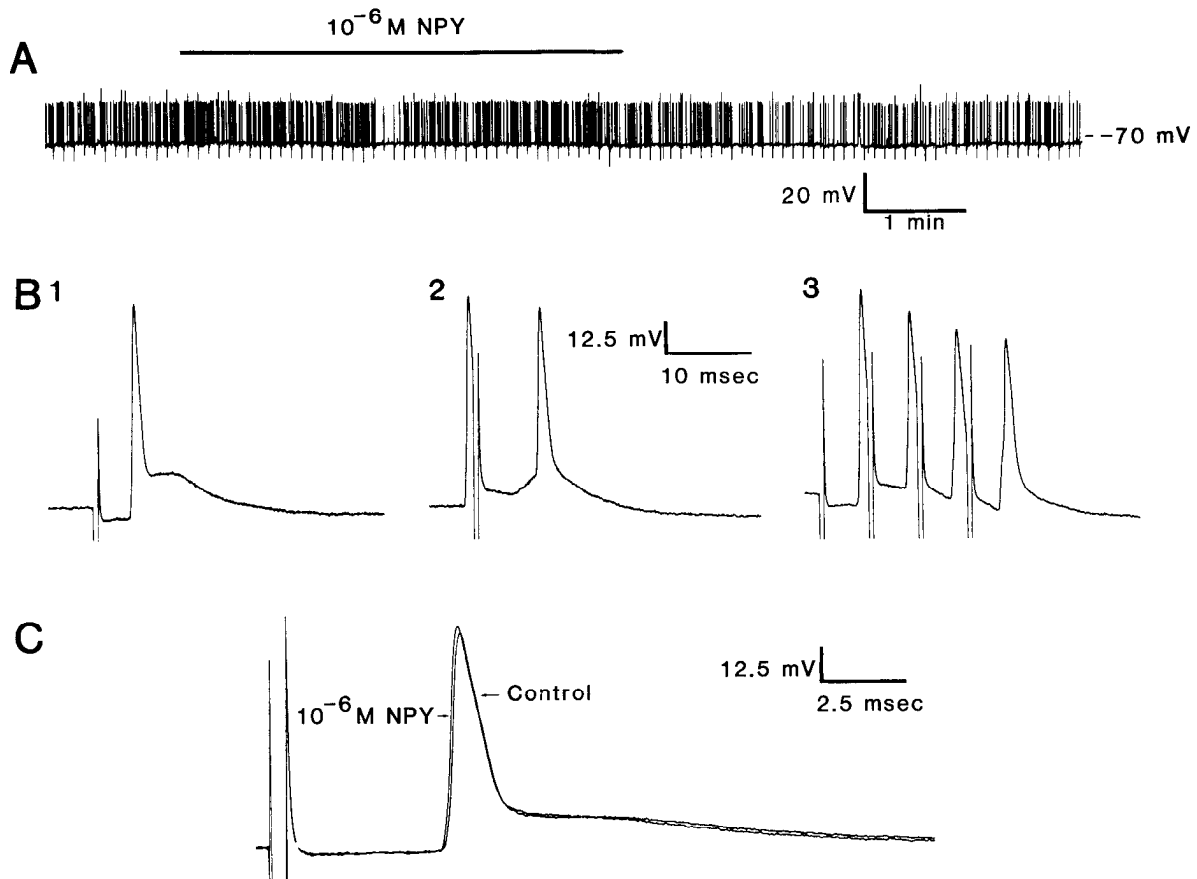 10⁻⁶M NPY
A
--70 mV
20 mV
1 min
B1
2
3
12.5 mV
10 msec
C
12.5 mV
2.5 msec
Control
10⁻⁶M NPY